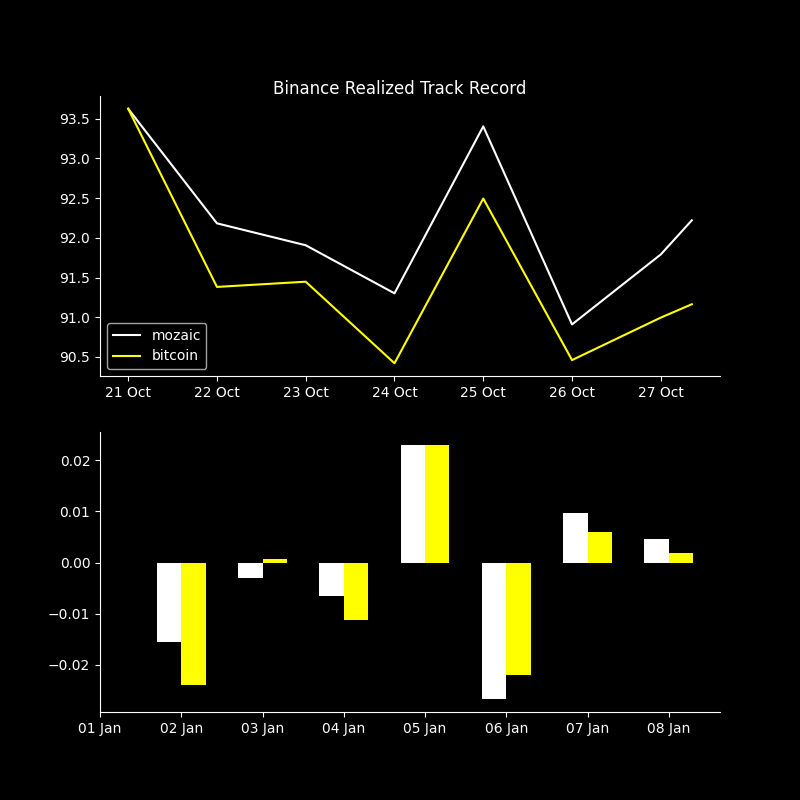 Binance Realized Track Record
93.5
93.0
92.5
92.0
91.5
91.0
90.5
mozaic
bitcoin
21 Oct 22 Oct 23 Oct 24 Oct 25 Oct 26 Oct 27 Oct
0.02
0.01
0.00
−0.01
−0.02
01 Jan 02 Jan 03 Jan 04 Jan 05 Jan 06 Jan 07 Jan 08 Jan